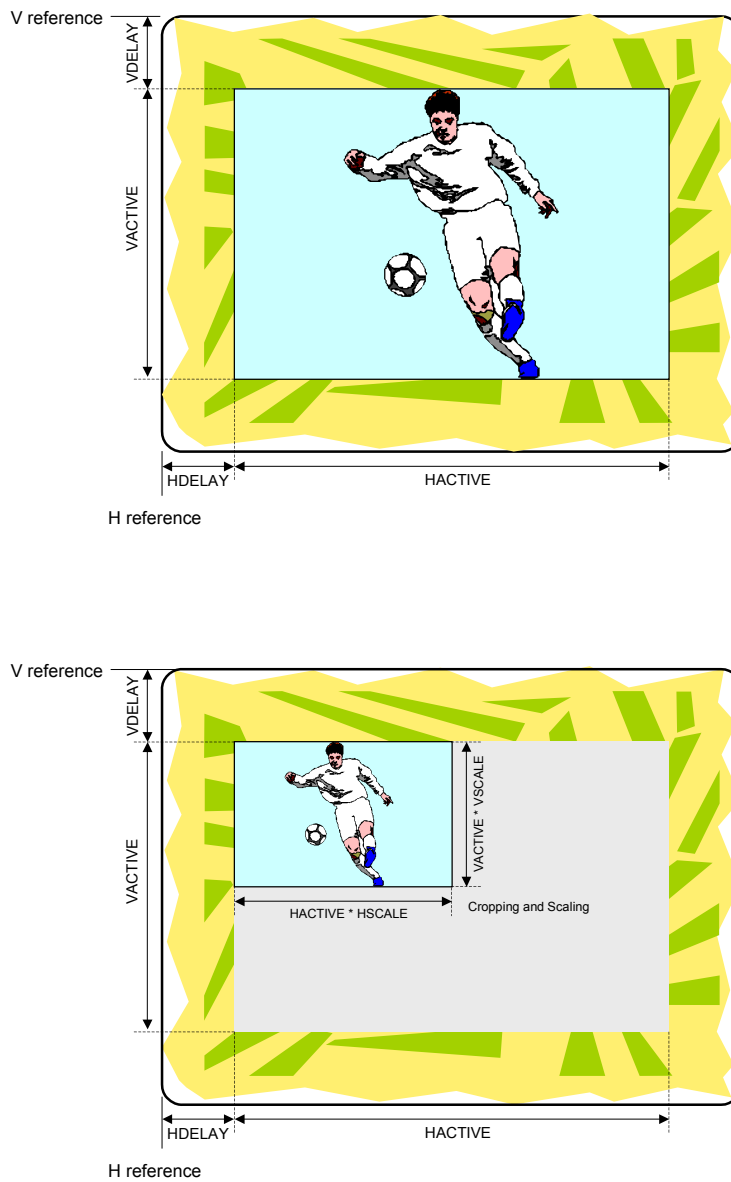 V reference
VDELAY
VACTIVE
HDELAY
HACTIVE
H reference
V reference
VDELAY
VACTIVE
VACTIVE * VSCALE
HACTIVE * HSCALE
Cropping and Scaling
HDELAY
HACTIVE
H reference